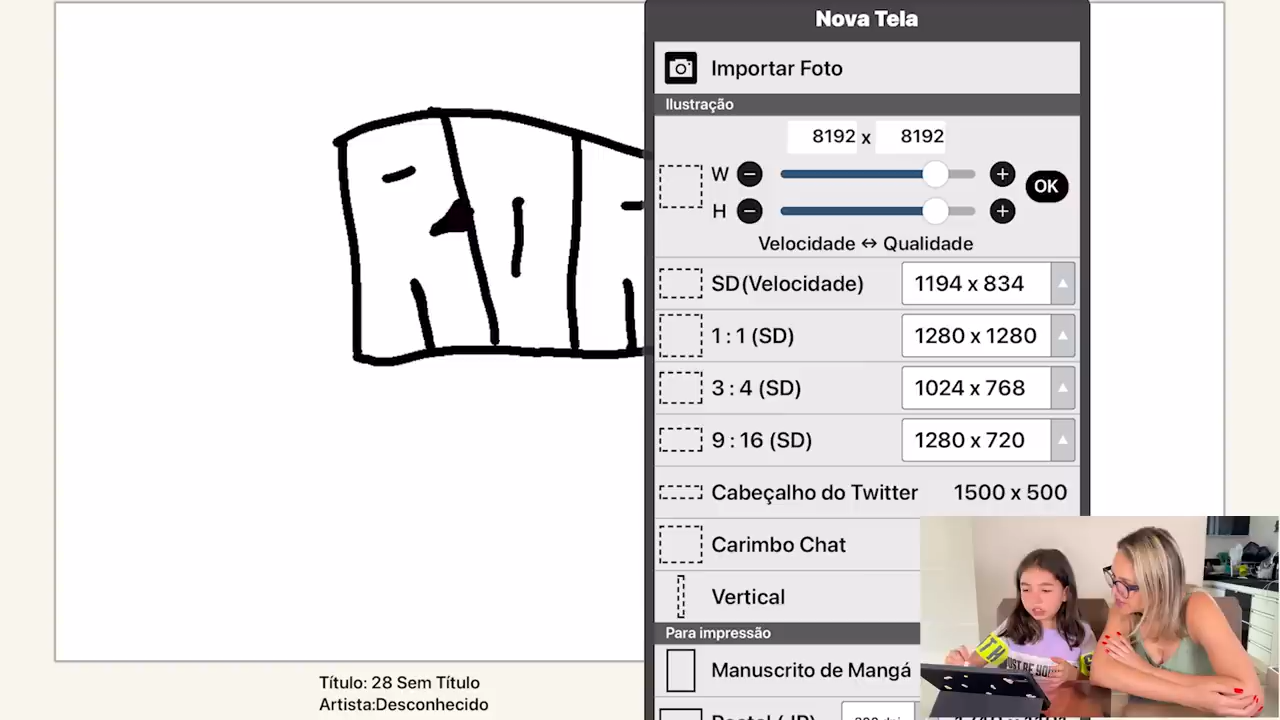 Nova Tela
Importar Foto
Ilustração
8192 x 8192
W
OK
H
Velocidade ↔ Qualidade
SD(Velocidade) 1194 x 834
1 : 1 (SD) 1280 x 1280
3 : 4 (SD) 1024 x 768
9 : 16 (SD) 1280 x 720
Cabeçalho do Twitter 1500 x 500
Carimbo Chat
Vertical
Para impressão
Manuscrito de Mangá
Título: 28 Sem Título
Artista:Desconhecido